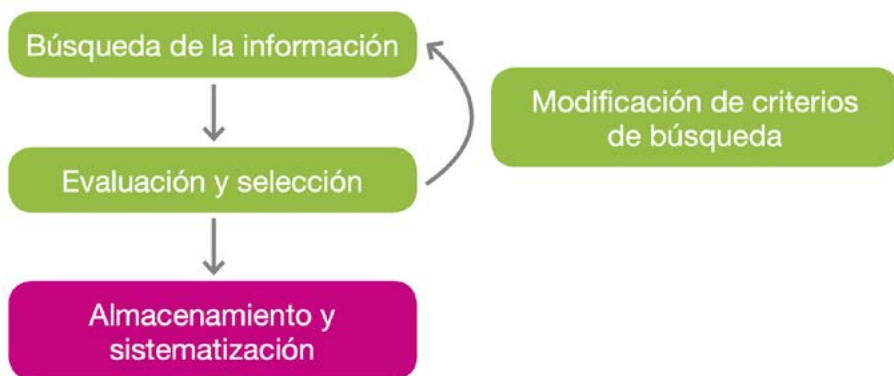 Búsqueda de la información
Modificación de criterios
de búsqueda
Evaluación y selección
Almacenamiento y
sistematización